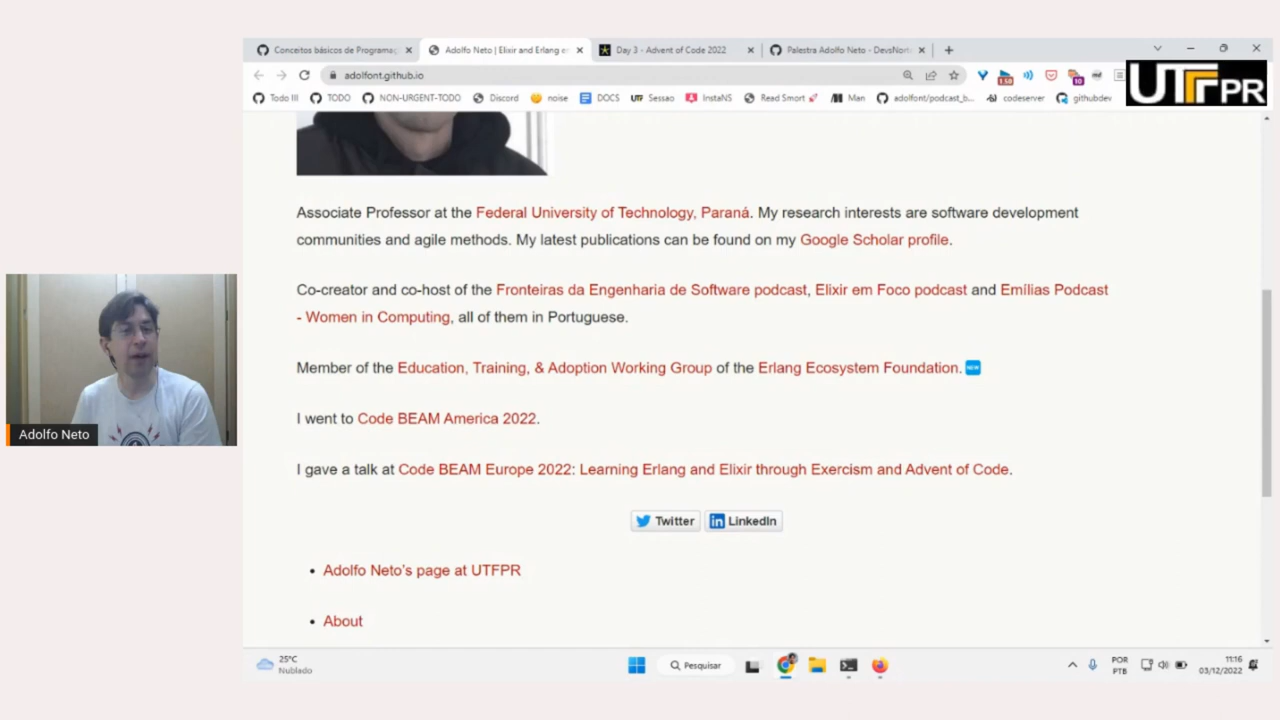 Conceitos básicos de Programaç
Adolfo Neto | Elixir and Erlang en
Day 3 - Advent of Code 2022
Palestra Adolfo Neto - DevsNorte
adolfont.github.io
Todo III
TODO
NON-URGENT-TODO
Discord
noise
DOCS
UTF Sessao
InstaNS
Read Smort
Man
adolfont/podcast_b...
codeserver
githubdev
UTFPR
Associate Professor at the Federal University of Technology, Paraná. My research interests are software development
communities and agile methods. My latest publications can be found on my Google Scholar profile.
Co-creator and co-host of the Fronteiras da Engenharia de Software podcast, Elixir em Foco podcast and Emílias Podcast
- Women in Computing, all of them in Portuguese.
Member of the Education, Training, & Adoption Working Group of the Erlang Ecosystem Foundation. NEW
I went to Code BEAM America 2022.
I gave a talk at Code BEAM Europe 2022: Learning Erlang and Elixir through Exercism and Advent of Code.
Twitter
LinkedIn
• Adolfo Neto's page at UTFPR
• About
Adolfo Neto
25°C
Nublado
Pesquisar
POR
PTB
11:16
03/12/2022